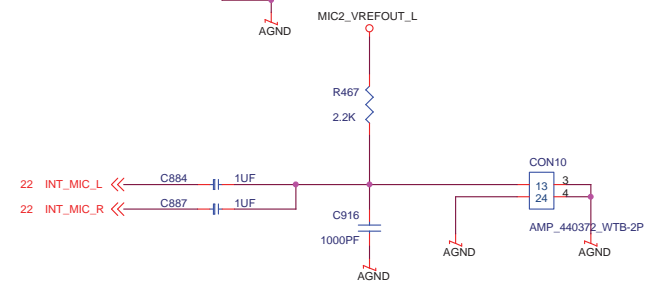 AGND
MIC2_VREFOUT_L
R467
2.2K
CON10
22 INT_MIC_L C884 1UF
13 3
24 4
22 INT_MIC_R C887 1UF
C916
1000PF
AMP_440372_WTB-2P
AGND
AGND
AGND